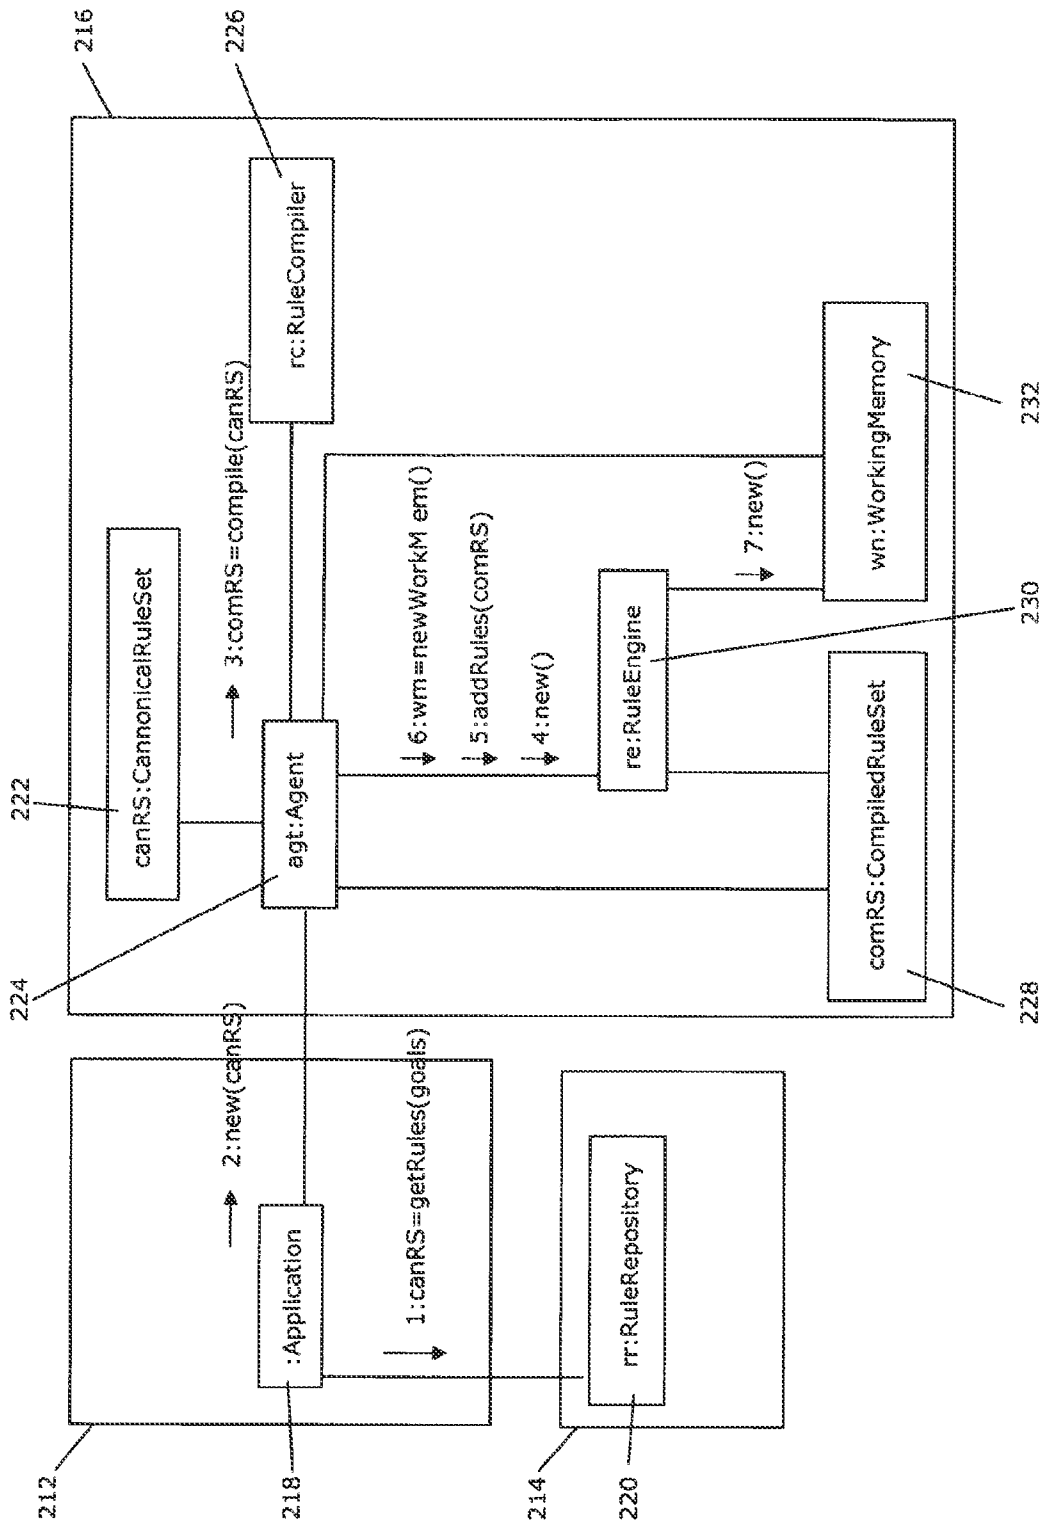 212
218
:Application
2:new(canRS)
1:canRS=getRules(goals)
214
220
rr:RuleRepository
216
222
canRS:CannonicalRuleSet
224
agt:Agent
3:comRS=compile(canRS)
226
rc:RuleCompiler
6:wm=newWorkM em()
5:addRules(comRS)
4:new()
re:RuleEngine
230
7:new()
comRS:CompiledRuleSet
228
wn:WorkingMemory
232